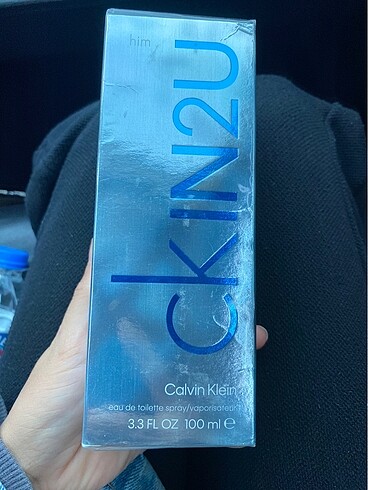 him
ckIN2U
Calvin Klein
eau de toilette spray/vaporisateur
3.3 FL OZ 100 ml ℮